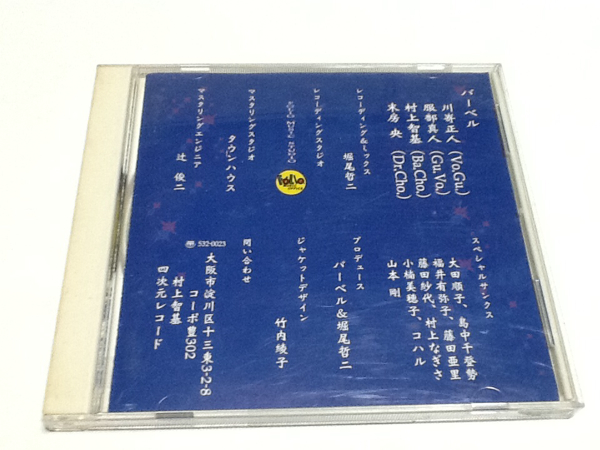 バーベル
川嵜正人 (Vo.Gu.)
服部真人 (Gu.Vo.)
村上智基 (Ba.Cho.)
末房 央 (Dr.Cho.)
レコーディング&ミックス
堀尾哲二
レコーディングスタジオ
マスタリングスタジオ
タウンハウス
マスタリングエンジニア
辻 俊二
スペシャルサンクス
大田順子、島中千登勢
福井有弥子、藤田亜里
藤田紗代、村上なぎさ
小楠美穂子、コハル
山本 剛
プロデュース
バーベル&堀尾哲二
ジャケットデザイン
竹内綾子
問い合わせ
〒532-0023
大阪市淀川区十三東3-2-8
コーポ豊302
村上智基
四次元レコード